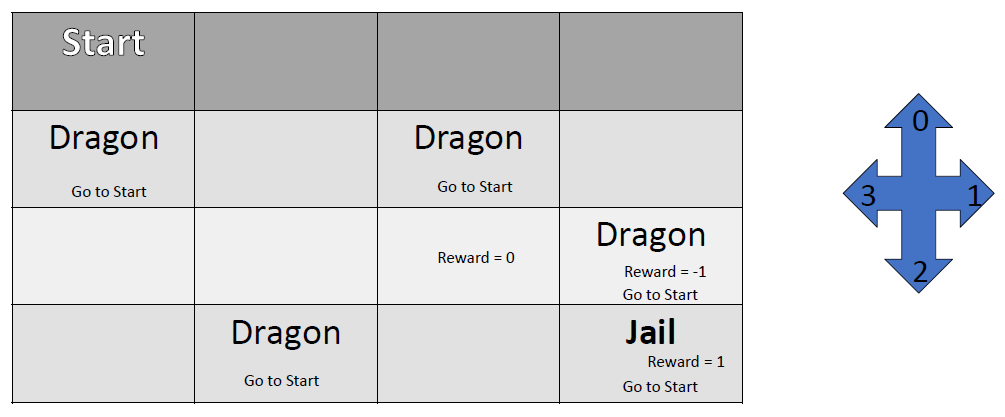 Start
Dragon
Go to Start
Dragon
Go to Start
Reward = 0
Dragon
Reward = -1
Go to Start
Dragon
Go to Start
Jail
Reward = 1
Go to Start
0
3
1
2